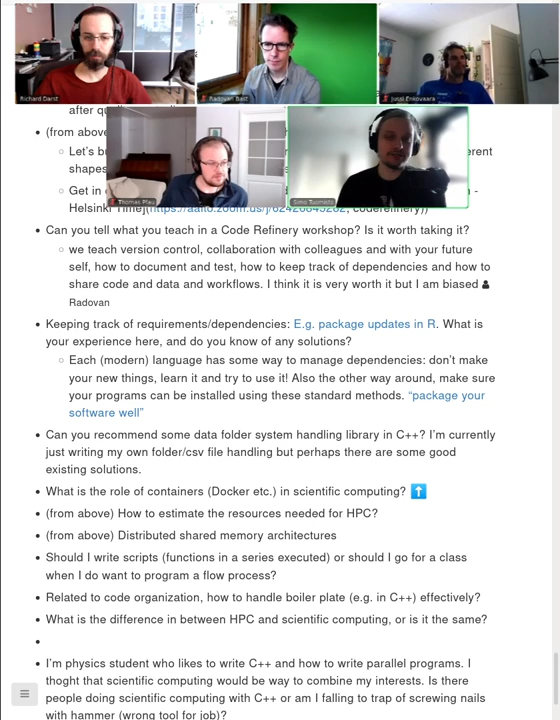 Richard Darst
Radovan Bast
Jussi Enkovaara
Thomas Pfau
Simo Tuomisto
after qu
(from above
Let's bu
erent
shapes
Get in
n -
Helsinki Time](https://aalto.zoom.us/j/62426645262, coderefinery))
Can you tell what you teach in a Code Refinery workshop? Is it worth taking it?
we teach version control, collaboration with colleagues and with your future
self, how to document and test, how to keep track of dependencies and how to
share code and data and workflows. I think it is very worth it but I am biased
Radovan
Keeping track of requirements/dependencies: E.g. package updates in R. What is
your experience here, and do you know of any solutions?
Each (modern) language has some way to manage dependencies: don't make
your new things, learn it and try to use it! Also the other way around, make sure
your programs can be installed using these standard methods. “package your
software well”
Can you recommend some data folder system handling library in C++? I'm currently
just writing my own folder/csv file handling but perhaps there are some good
existing solutions.
What is the role of containers (Docker etc.) in scientific computing? ⬆
(from above) How to estimate the resources needed for HPC?
(from above) Distributed shared memory architectures
Should I write scripts (functions in a series executed) or should I go for a class
when I do want to program a flow process?
Related to code organization, how to handle boiler plate (e.g. in C++) effectively?
What is the difference in between HPC and scientific computing, or is it the same?
I'm physics student who likes to write C++ and how to write parallel programs. I
thoght that scientific computing would be way to combine my interests. Is there
people doing scientific computing with C++ or am I falling to trap of screwing nails
with hammer (wrong tool for job)?